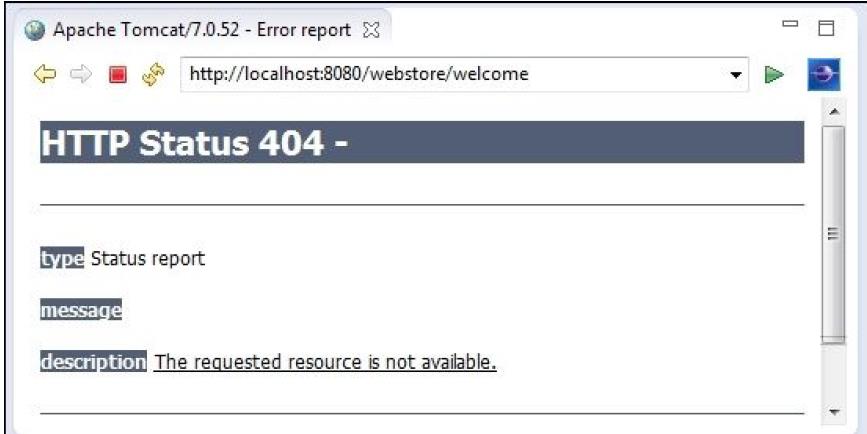 Apache Tomcat/7.0.52 - Error report
http://localhost:8080/webstore/welcome
HTTP Status 404 -
type Status report
message
description The requested resource is not available.